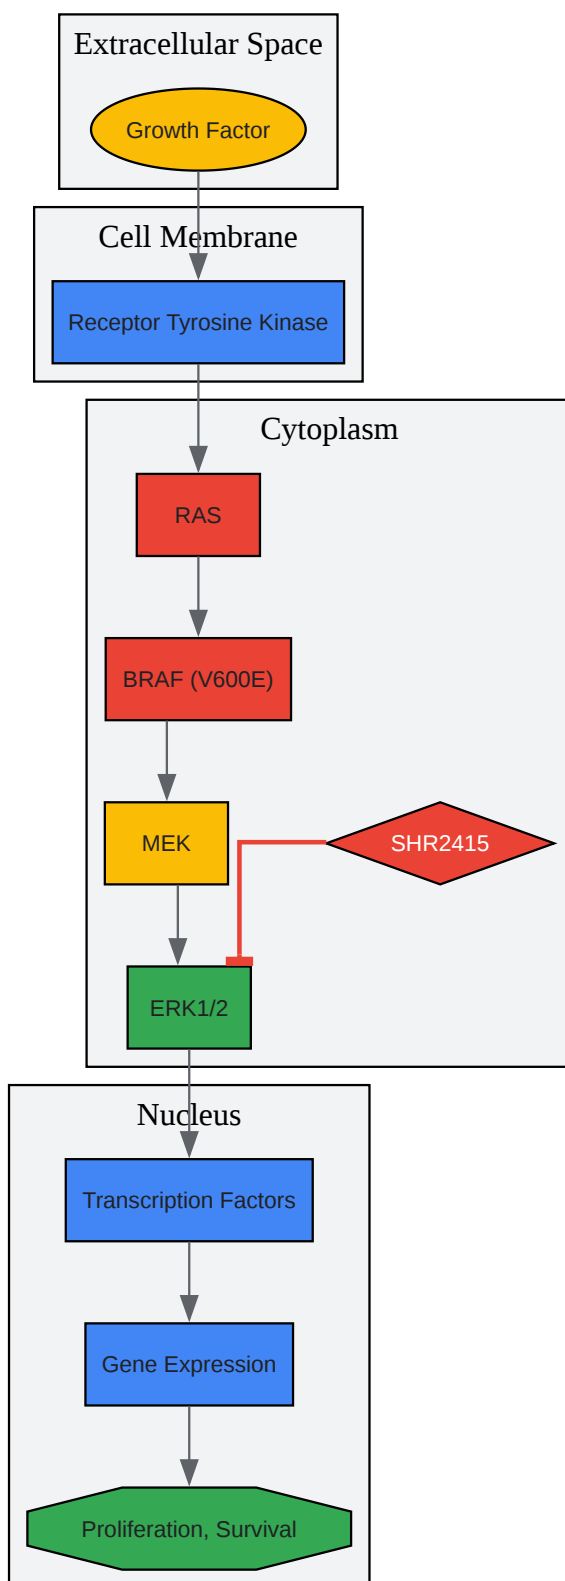 Extracellular Space
Growth Factor
Cell Membrane
Receptor Tyrosine Kinase
Cytoplasm
RAS
BRAF (V600E)
MEK
SHR2415
ERK1/2
Nucleus
Transcription Factors
Gene Expression
Proliferation, Survival